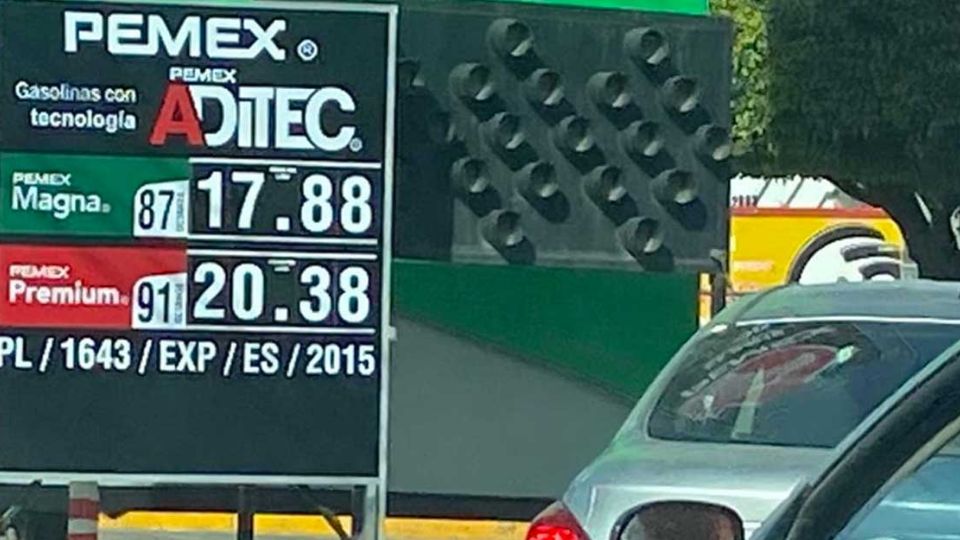 PEMEX ®
PEMEX
Gasolinas con
tecnología
ADITEC®
PEMEX
Magna® 87 17.88
PEMEX
Premium® 91 20.38
PL / 1643 / EXP / ES / 2015